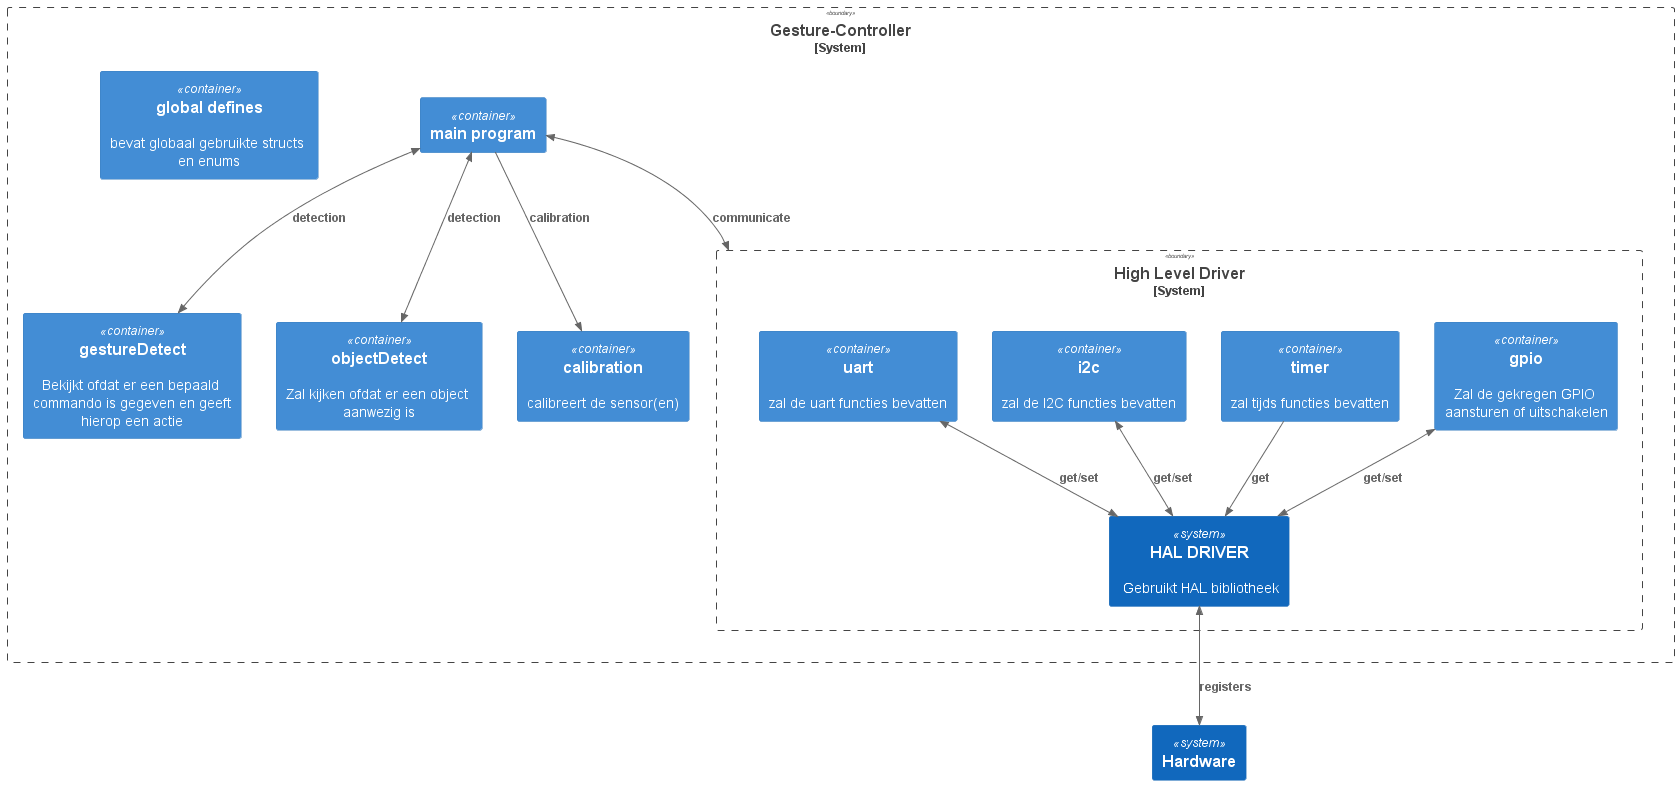 «boundary»
Gesture-Controller
[System]
«container»
global defines
bevat globaal gebruikte structs
en enums
«container»
main program
detection
detection
calibration
communicate
«boundary»
High Level Driver
[System]
«container»
gestureDetect
Bekijkt ofdat er een bepaald
commando is gegeven en geeft
hierop een actie
«container»
objectDetect
Zal kijken ofdat er een object
aanwezig is
«container»
calibration
calibreert de sensor(en)
«container»
uart
zal de uart functies bevatten
«container»
i2c
zal de I2C functies bevatten
«container»
timer
zal tijds functies bevatten
«container»
gpio
Zal de gekregen GPIO
aansturen of uitschakelen
get/set
get/set
get
get/set
«system»
HAL DRIVER
Gebruikt HAL bibliotheek
registers
«system»
Hardware